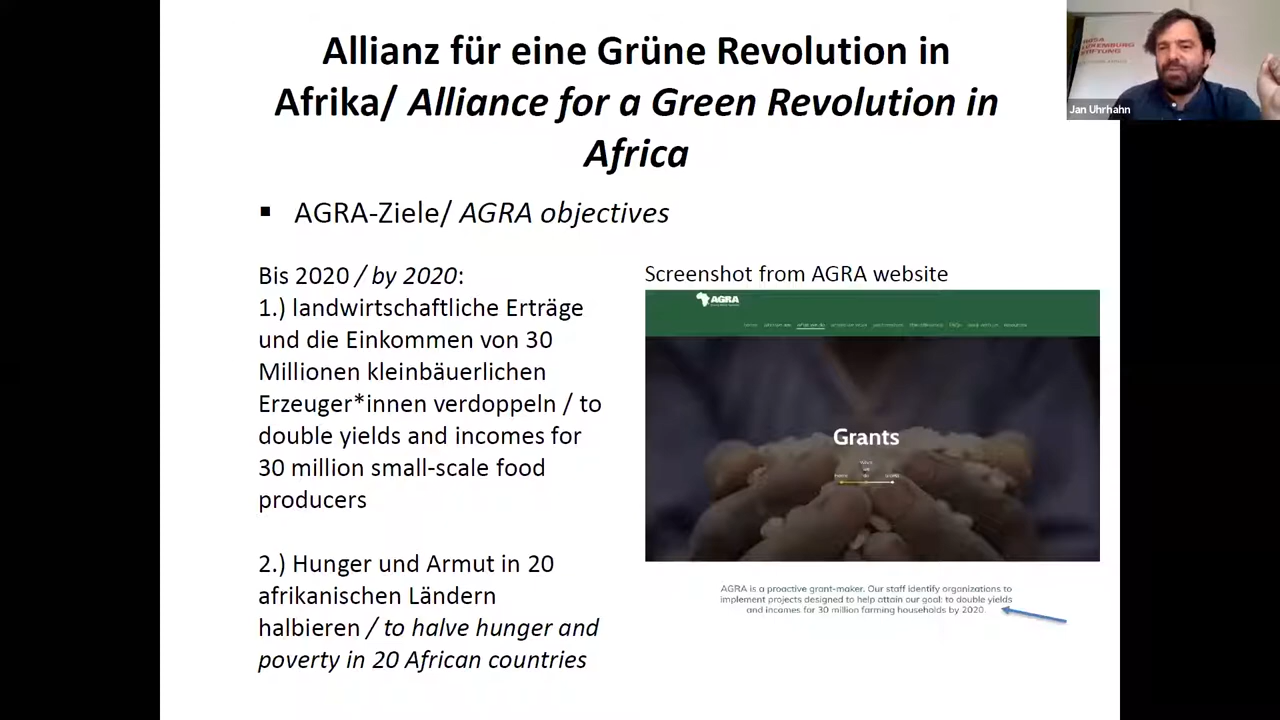 Allianz für eine Grüne Revolution in
Afrika/ Alliance for a Green Revolution in
Africa
▪ AGRA-Ziele/ AGRA objectives
Bis 2020 / by 2020:
1.) landwirtschaftliche Erträge
und die Einkommen von 30
Millionen kleinbäuerlichen
Erzeuger*innen verdoppeln / to
double yields and incomes for
30 million small-scale food
producers
2.) Hunger und Armut in 20
afrikanischen Ländern
halbieren / to halve hunger and
poverty in 20 African countries
Screenshot from AGRA website
AGRA
Grants
AGRA is a proactive grant-maker. Our staff identify organizations to
implement projects designed to help attain our goal: to double yields
and incomes for 30 million farming households by 2020.
LUXEMBURG
STIFTUNG
Jan Uhrhahn